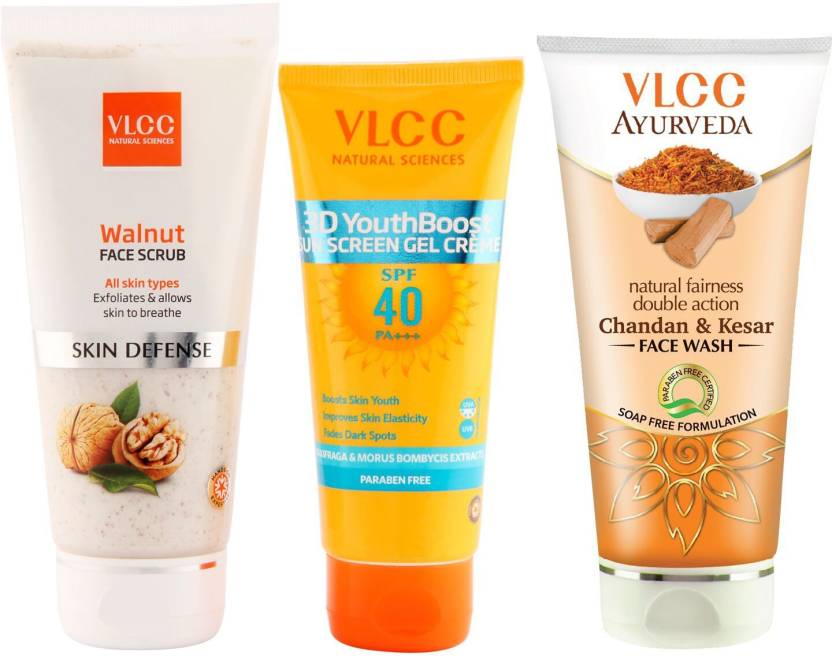 VLCC
NATURAL SCIENCES
Walnut
FACE SCRUB
All skin types
Exfoliates & allows
skin to breathe
SKIN DEFENSE
VLCC
NATURAL SCIENCES
3D YouthBoost
SUN SCREEN GEL CRÈME
SPF
40
PA+++
Boosts Skin Youth
Improves Skin Elasticity
Fades Dark Spots
UVA
UVB
& MORUS BOMBYCIS EXTRACTS
PARABEN FREE
VLCC
AYURVEDA
natural fairness
double action
Chandan & Kesar
FACE WASH
PARABEN FREE CERTIFIED
SOAP FREE FORMULATION